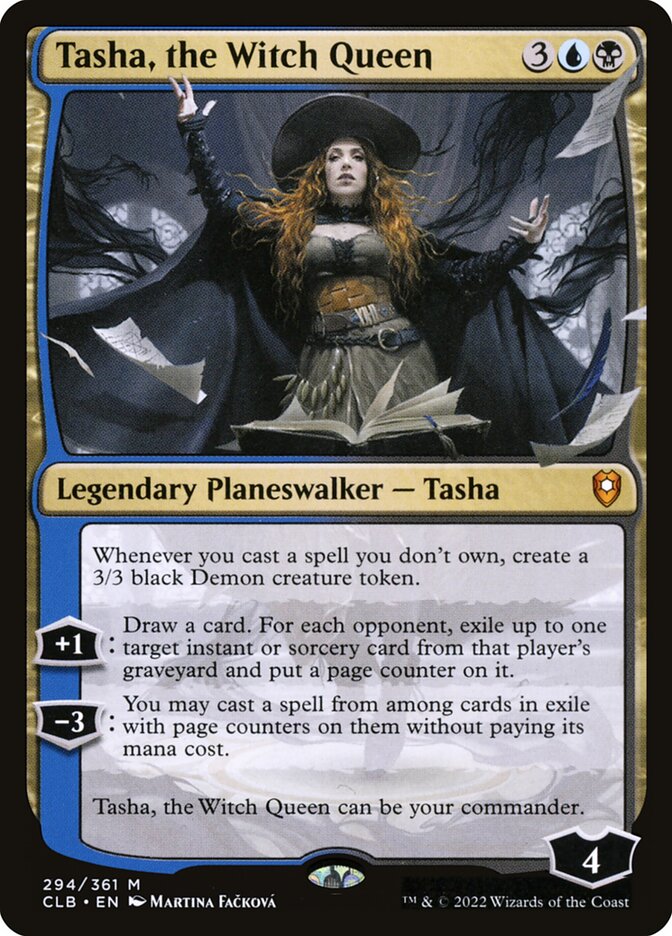 Tasha, the Witch Queen 3
Legendary Planeswalker — Tasha
Whenever you cast a spell you don't own, create a
3/3 black Demon creature token.
+1: Draw a card. For each opponent, exile up to one
target instant or sorcery card from that player's
graveyard and put a page counter on it.
−3: You may cast a spell from among cards in exile
with page counters on them without paying its
mana cost.
Tasha, the Witch Queen can be your commander.
4
294/361 M
CLB • EN Martina Fačková
™ & © 2022 Wizards of the Coast